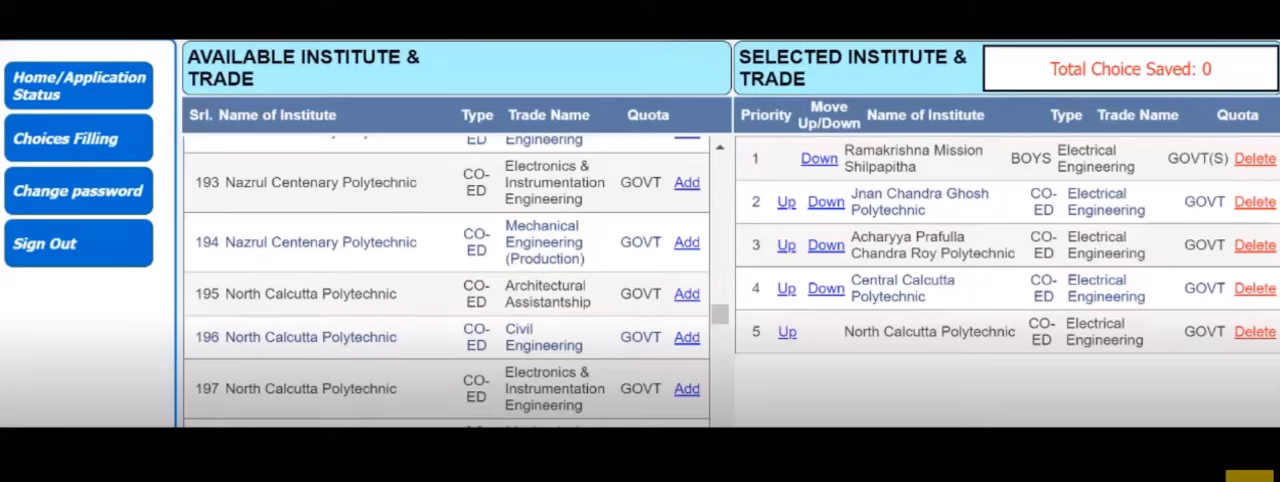 Home/Application
Status
Choices Filling
Change password
Sign Out
AVAILABLE INSTITUTE &
TRADE
Srl. Name of Institute Type Trade Name Quota
ED Engineering
193 Nazrul Centenary Polytechnic CO-
ED Electronics &
Instrumentation
Engineering GOVT Add
194 Nazrul Centenary Polytechnic CO-
ED Mechanical
Engineering
(Production) GOVT Add
195 North Calcutta Polytechnic CO-
ED Architectural
Assistantship GOVT Add
196 North Calcutta Polytechnic CO-
ED Civil
Engineering GOVT Add
197 North Calcutta Polytechnic CO-
ED Electronics &
Instrumentation
Engineering GOVT Add
SELECTED INSTITUTE &
TRADE
Total Choice Saved: 0
Priority Move
Up/Down Name of Institute Type Trade Name Quota
1 Down Ramakrishna Mission
Shilpapitha BOYS Electrical
Engineering GOVT(S) Delete
2 Up Down Jnan Chandra Ghosh
Polytechnic CO-
ED Electrical
Engineering GOVT Delete
3 Up Down Acharyya Prafulla
Chandra Roy Polytechnic CO-
ED Electrical
Engineering GOVT Delete
4 Up Down Central Calcutta
Polytechnic CO-
ED Electrical
Engineering GOVT Delete
5 Up North Calcutta Polytechnic CO-
ED Electrical
Engineering GOVT Delete